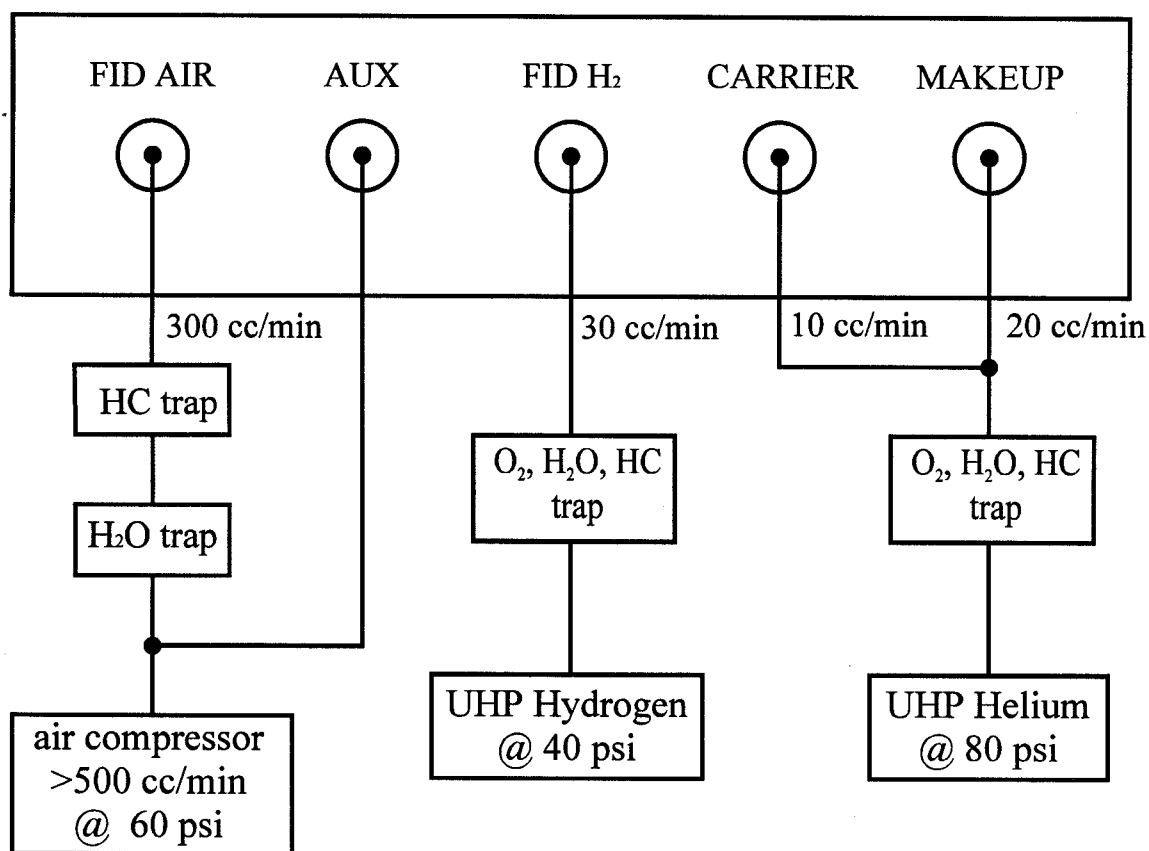 FID AIR
AUX
FID H₂
CARRIER
MAKEUP
300 cc/min
30 cc/min
10 cc/min
20 cc/min
HC trap
H₂O trap
O₂, H₂O, HC
trap
O₂, H₂O, HC
trap
air compressor
>500 cc/min
@ 60 psi
UHP Hydrogen
@ 40 psi
UHP Helium
@ 80 psi